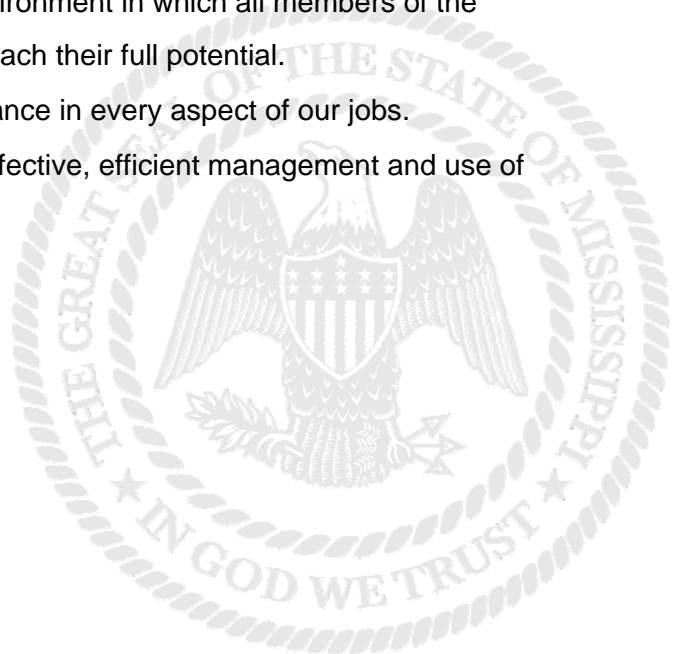 ironment in which all members of the
ach their full potential.
ance in every aspect of our jobs.
ffective, efficient management and use of
THE GREAT SEAL OF THE STATE OF MISSISSIPPI
IN GOD WE TRUST